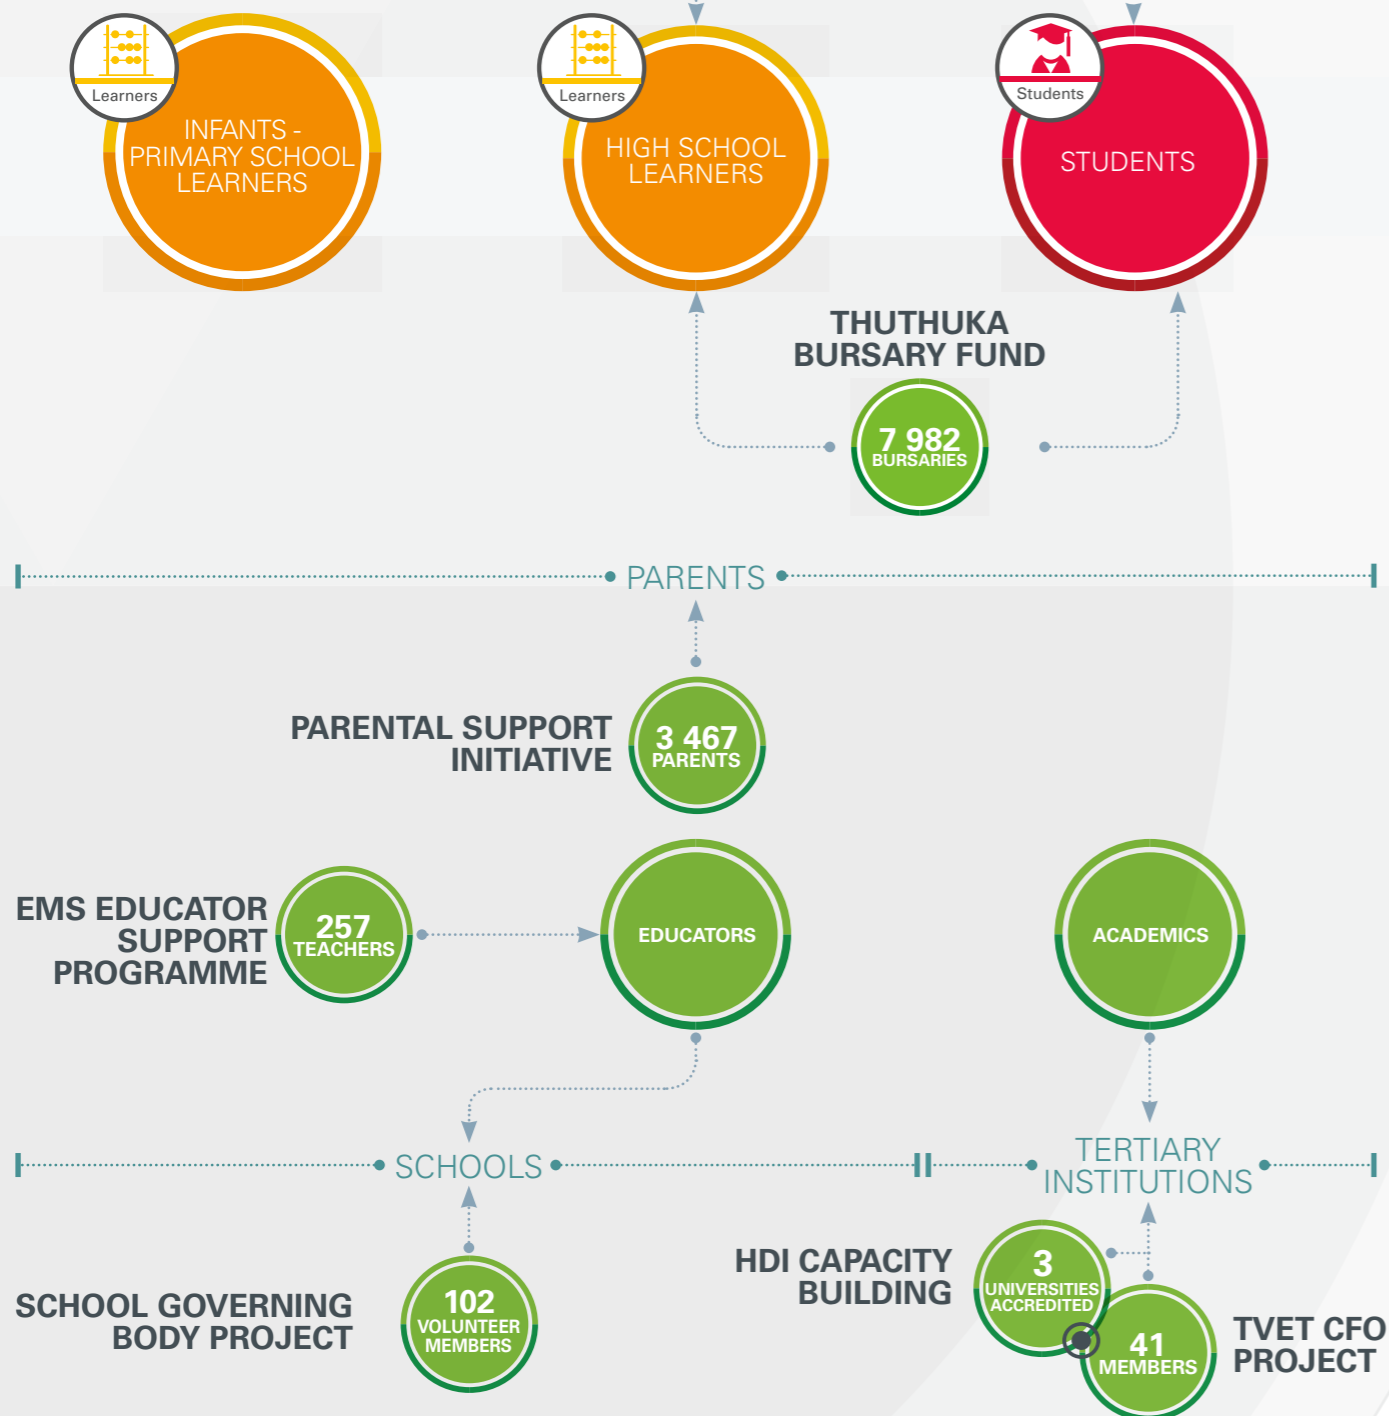 Learners
INFANTS -
PRIMARY SCHOOL
LEARNERS
Learners
HIGH SCHOOL
LEARNERS
Students
STUDENTS
THUTHUKA
BURSARY FUND
7 982
BURSARIES
PARENTS
PARENTAL SUPPORT
INITIATIVE
3 467
PARENTS
EMS EDUCATOR
SUPPORT
PROGRAMME
257
TEACHERS
EDUCATORS
ACADEMICS
SCHOOLS
TERTIARY
INSTITUTIONS
SCHOOL GOVERNING
BODY PROJECT
102
VOLUNTEER
MEMBERS
HDI CAPACITY
BUILDING
3
UNIVERSITIES
ACCREDITED
41
MEMBERS
TVET CFO
PROJECT